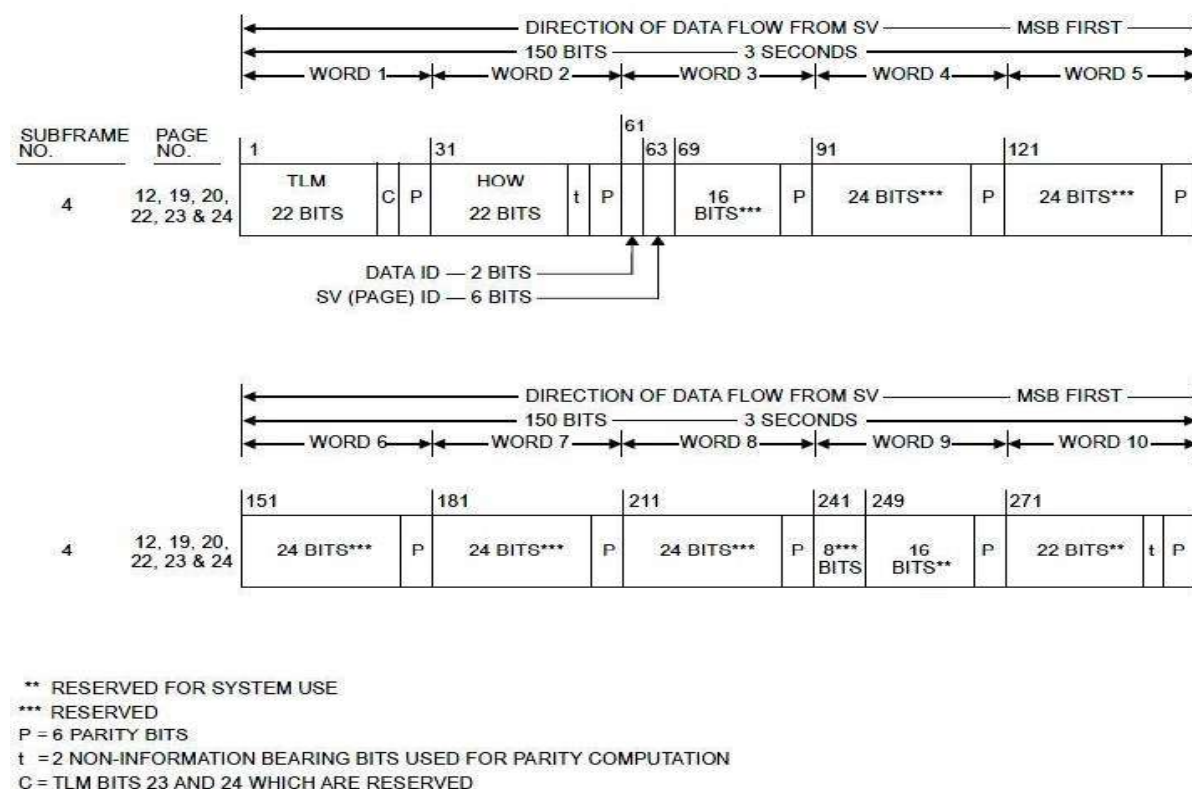 DIRECTION OF DATA FLOW FROM SV MSB FIRST
150 BITS 3 SECONDS
WORD 1 WORD 2 WORD 3 WORD 4 WORD 5
SUBFRAME NO. PAGE NO.
1 31 61 63 69 91 121
4 12, 19, 20, 22, 23 & 24
TLM 22 BITS C P HOW 22 BITS t P 16 BITS*** P 24 BITS*** P 24 BITS*** P
DATA ID — 2 BITS
SV (PAGE) ID — 6 BITS
DIRECTION OF DATA FLOW FROM SV MSB FIRST
150 BITS 3 SECONDS
WORD 6 WORD 7 WORD 8 WORD 9 WORD 10
151 181 211 241 249 271
4 12, 19, 20, 22, 23 & 24
24 BITS*** P 24 BITS*** P 24 BITS*** P 8*** BITS 16 BITS** P 22 BITS** t P
** RESERVED FOR SYSTEM USE
*** RESERVED
P = 6 PARITY BITS
t = 2 NON-INFORMATION BEARING BITS USED FOR PARITY COMPUTATION
C = TLM BITS 23 AND 24 WHICH ARE RESERVED